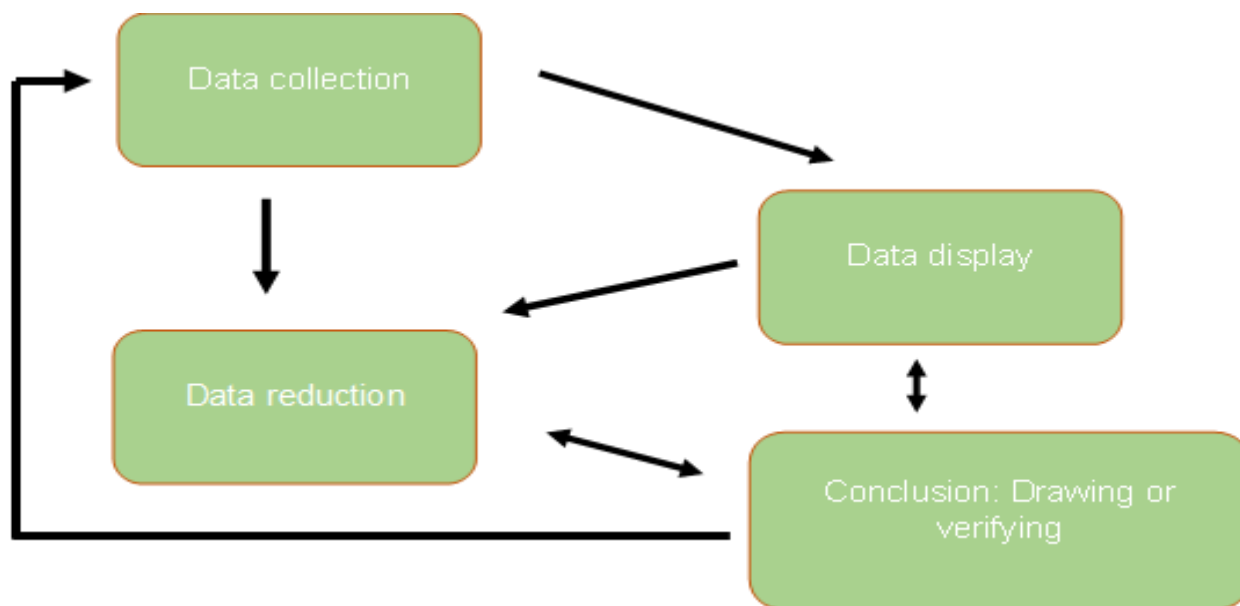 Data collection
Data display
Data reduction
Conclusion: Drawing or
verifying